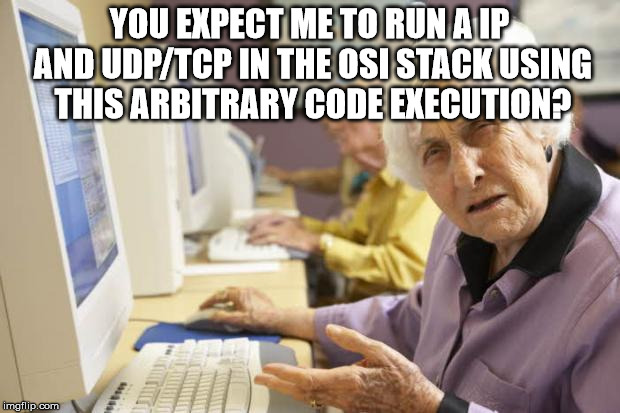 YOU EXPECT ME TO RUN A IP
AND UDP/TCP IN THE OSI STACK USING
THIS ARBITRARY CODE EXECUTION?
imgflip.com